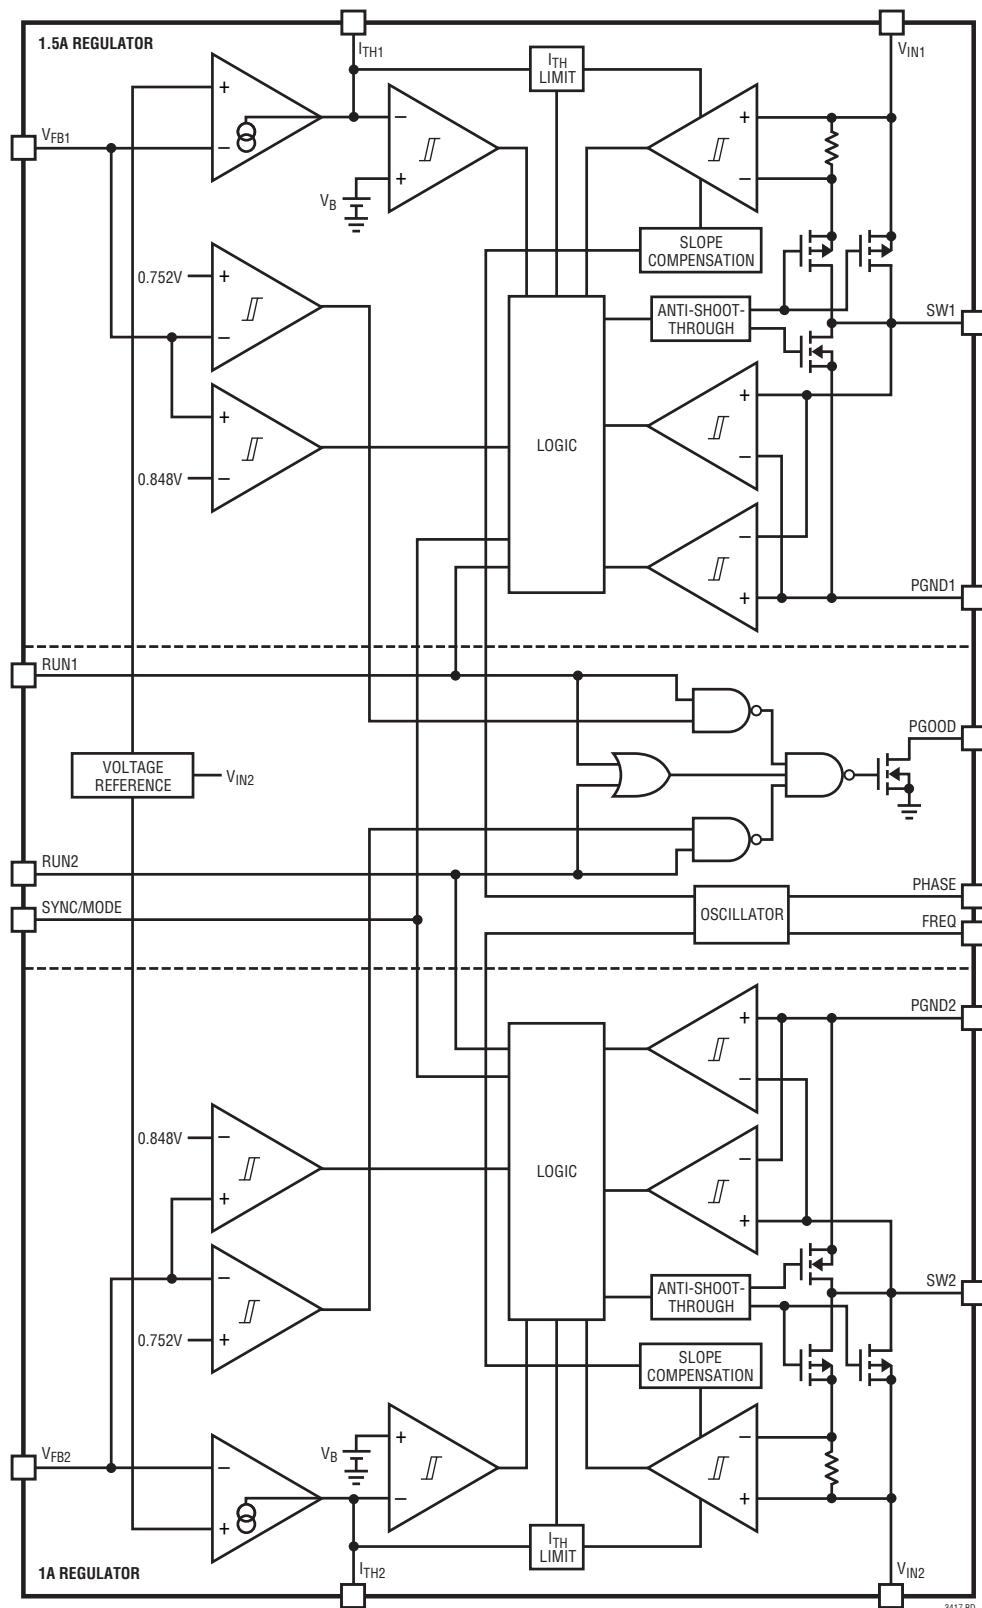 1.5A REGULATOR
ITH1
VIN1
ITH
LIMIT
VFB1
+
−
−
+
VB
+
−
SLOPE
COMPENSATION
0.752V
+
−
ANTI-SHOOT-
THROUGH
SW1
+
−
0.848V
LOGIC
+
−
−
+
PGND1
RUN1
PGOOD
VOLTAGE
REFERENCE
VIN2
RUN2
SYNC/MODE
OSCILLATOR
PHASE
FREQ
PGND2
+
−
0.848V
−
+
LOGIC
−
+
−
0.752V
+
ANTI-SHOOT-
THROUGH
SW2
SLOPE
COMPENSATION
VFB2
−
+
VB
+
−
−
+
ITH
LIMIT
1A REGULATOR
ITH2
VIN2
3417 BD